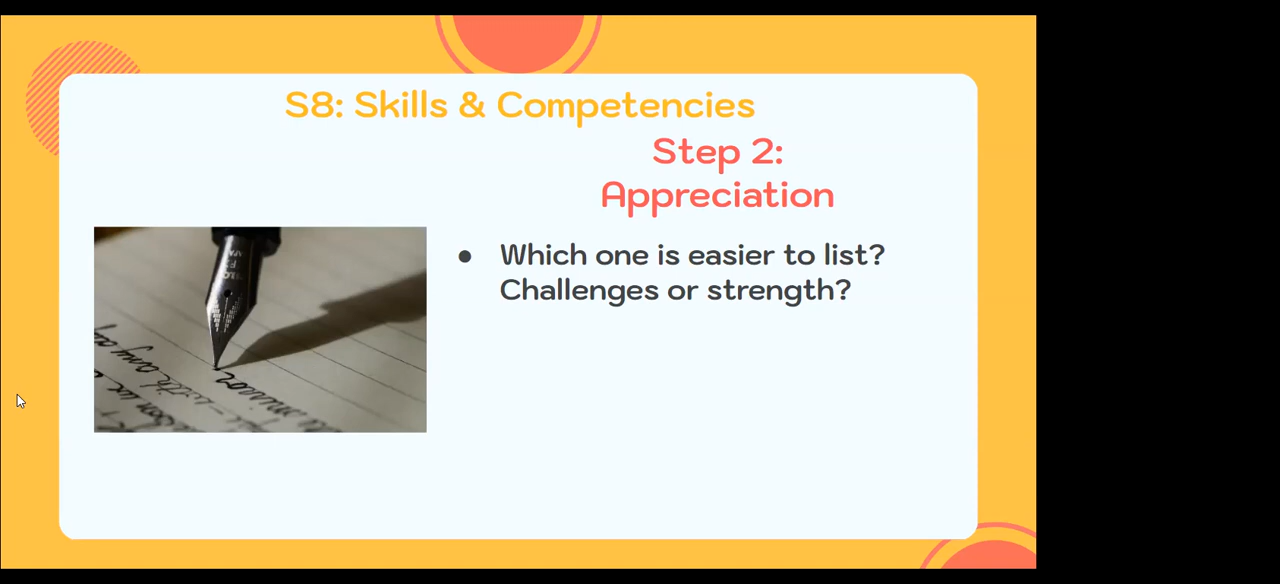 S8: Skills & Competencies
Step 2:
Appreciation
● Which one is easier to list?
Challenges or strength?